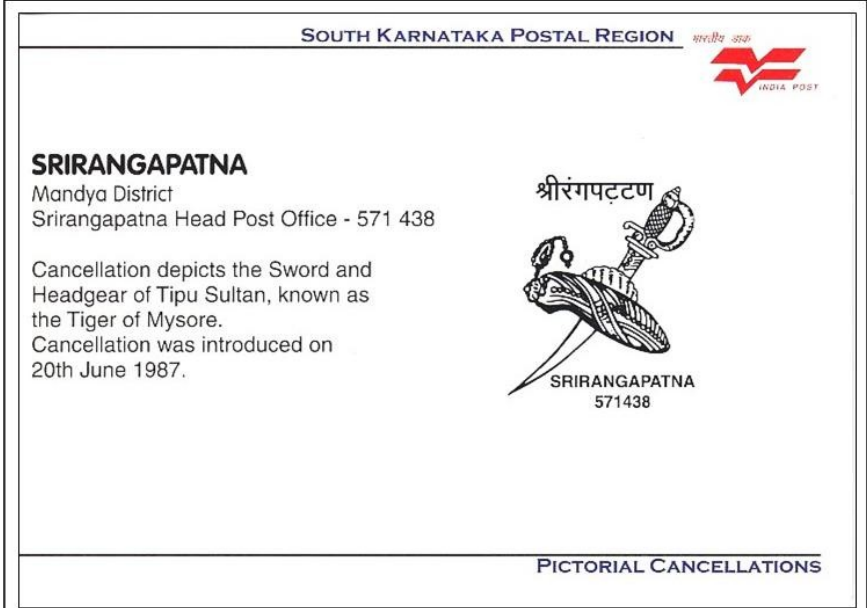 SOUTH KARNATAKA POSTAL REGION
भारतीय डाक
INDIA POST
SRIRANGAPATNA
Mandya District
Srirangapatna Head Post Office - 571 438
Cancellation depicts the Sword and
Headgear of Tipu Sultan, known as
the Tiger of Mysore.
Cancellation was introduced on
20th June 1987.
श्रीरंगपट्टण
SRIRANGAPATNA
571438
PICTORIAL CANCELLATIONS